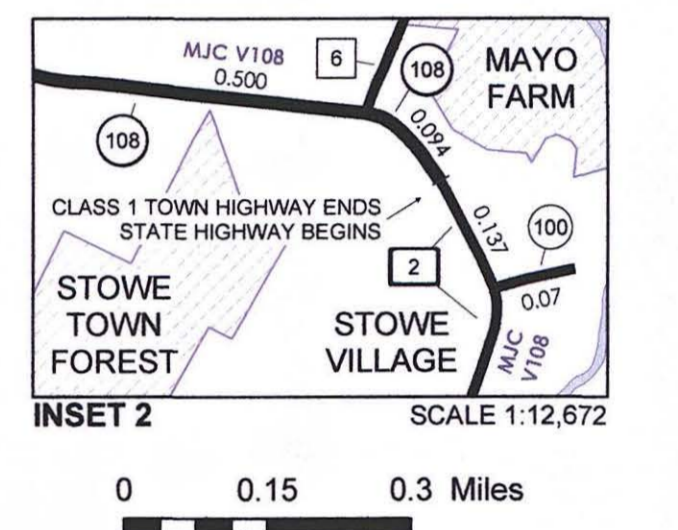 MJC V108
0.500
6
108
MAYO
FARM
108
0.094
CLASS 1 TOWN HIGHWAY ENDS
STATE HIGHWAY BEGINS
0.137
100
2
0.07
STOWE
TOWN
FOREST
STOWE
VILLAGE
MJC
V108
INSET 2
SCALE 1:12,672
0 0.15 0.3 Miles